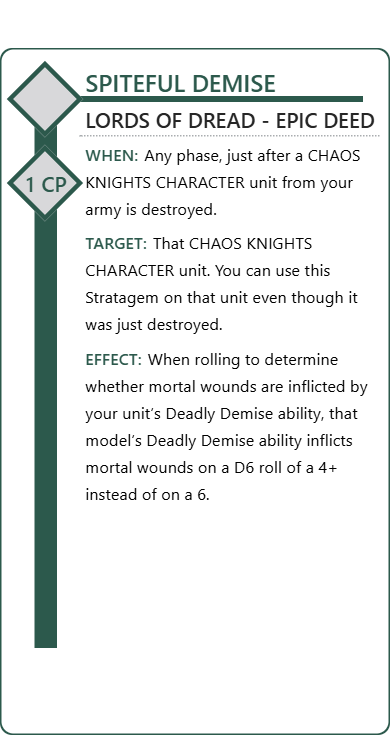 SPITEFUL DEMISE
LORDS OF DREAD - EPIC DEED
WHEN: Any phase, just after a CHAOS
1 CP
KNIGHTS CHARACTER unit from your
army is destroyed.
TARGET: That CHAOS KNIGHTS
CHARACTER unit. You can use this
Stratagem on that unit even though it
was just destroyed.
EFFECT: When rolling to determine
whether mortal wounds are inflicted by
your unit’s Deadly Demise ability, that
model’s Deadly Demise ability inflicts
mortal wounds on a D6 roll of a 4+
instead of on a 6.